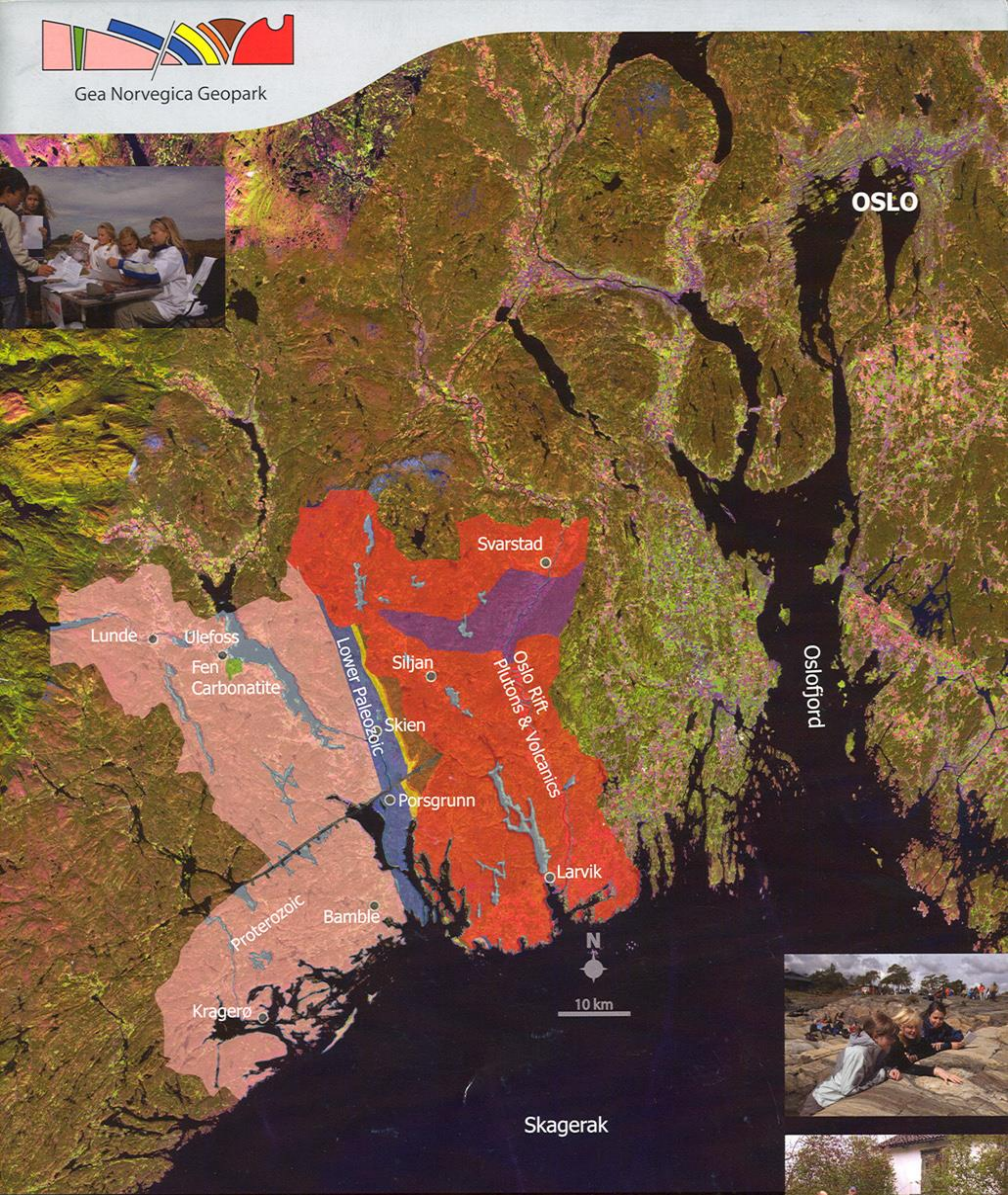 Gea Norvegica Geopark
OSLO
Svarstad
Lunde
Ulefoss
Fen
Carbonatite
Lower Paleozoic
Siljan
Oslo Rift
Plutons & Volcanics
Oslofjord
Skien
Porsgrunn
Larvik
Bamble
Proterozoic
N
10 km
Kragerø
Skagerak